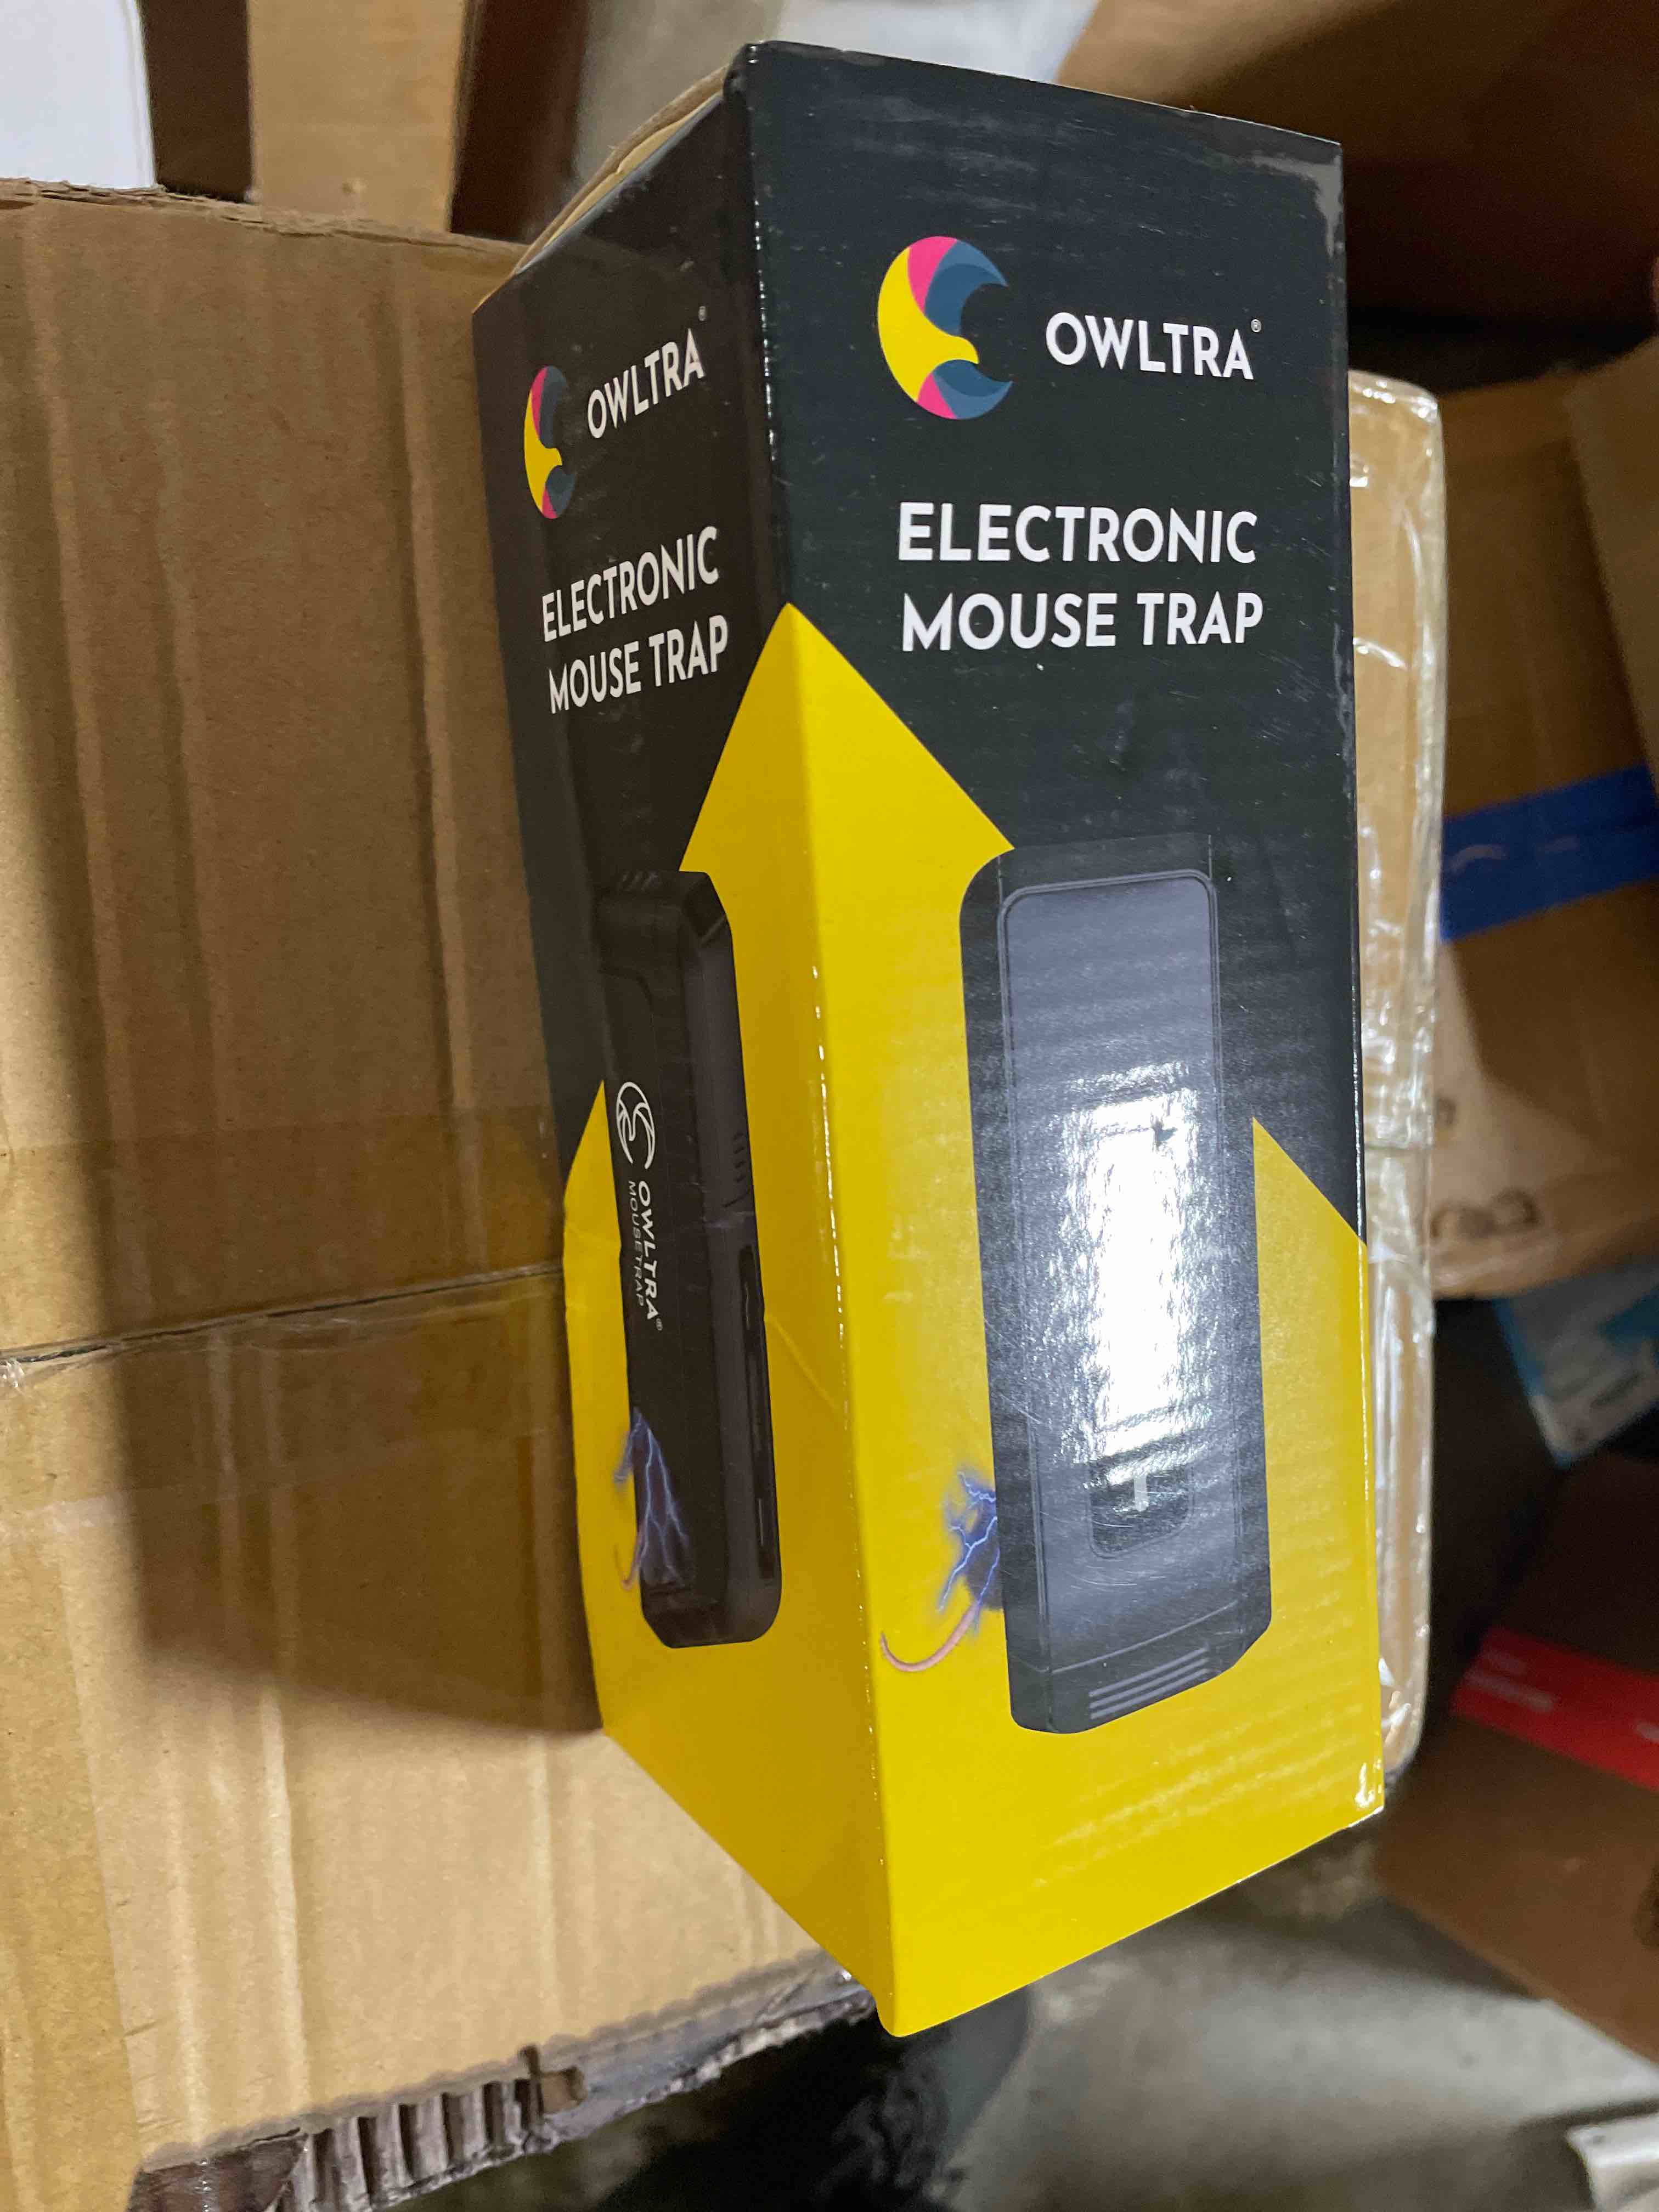 OWLTRA®
ELECTRONIC
MOUSE TRAP
OWLTRA®
MOUSETRAP
OWLTRA®
ELECTRONIC
MOUSE TRAP